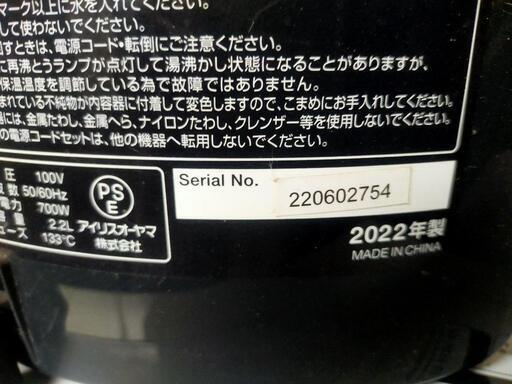 マーク以上に水を入れてください。
して使わないでください。
回すときは、電源コード・転倒にご注意ください。
に再沸とうランプが点灯して湯沸かし状態になることがありますが、
保温温度を調節している為で故障ではありません。
まれている不純物が内容器に付着して変色しますので、こまめにお手入れしてください。
器には、金属たわし、金属へら、ナイロンたわし、クレンザー等を使用しないでください。
の電源コードセットは、他の機器へ転用しないでください。
圧 100V
波数 50/60Hz
電力 700W
容量 2.2L
ューズ 133℃
PS
E
アイリスオーヤマ
株式会社
Serial No.
220602754
2022年製
MADE IN CHINA